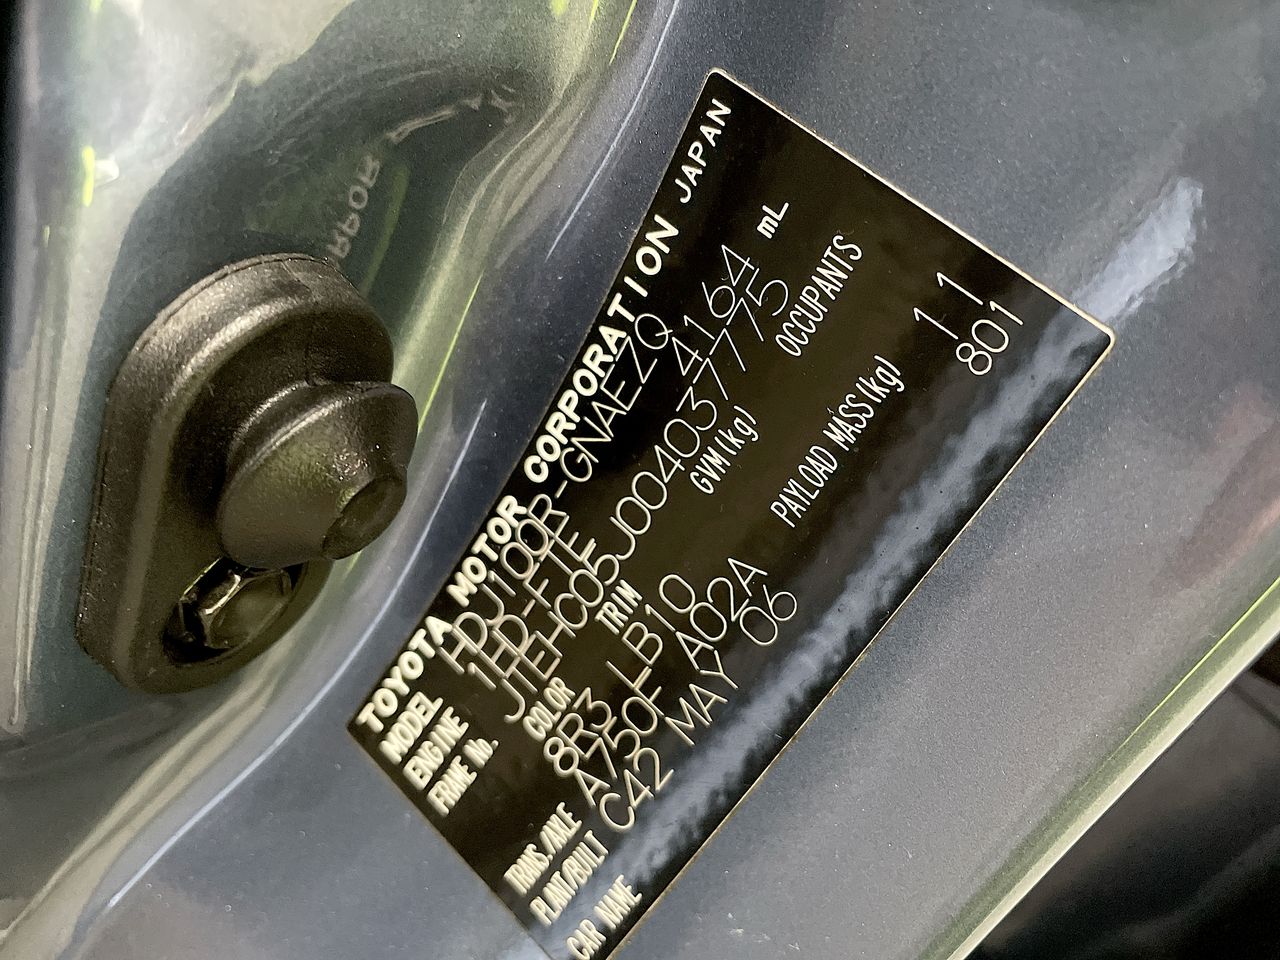 TOYOTA MOTOR CORPORATION JAPAN
MODEL HDJ100R-GNAEZQ
ENGINE 1HD-FTE 4164 mL
FRAME No. JTEHC05J004037775
COLOR TRIM GVM(kg) OCCUPANTS
8R3 LB10 11
TRANS/AXLE A750F A02A PAYLOAD MASS(kg) 801
PLANT/BUILT C42 MAY 06
CAR NAME